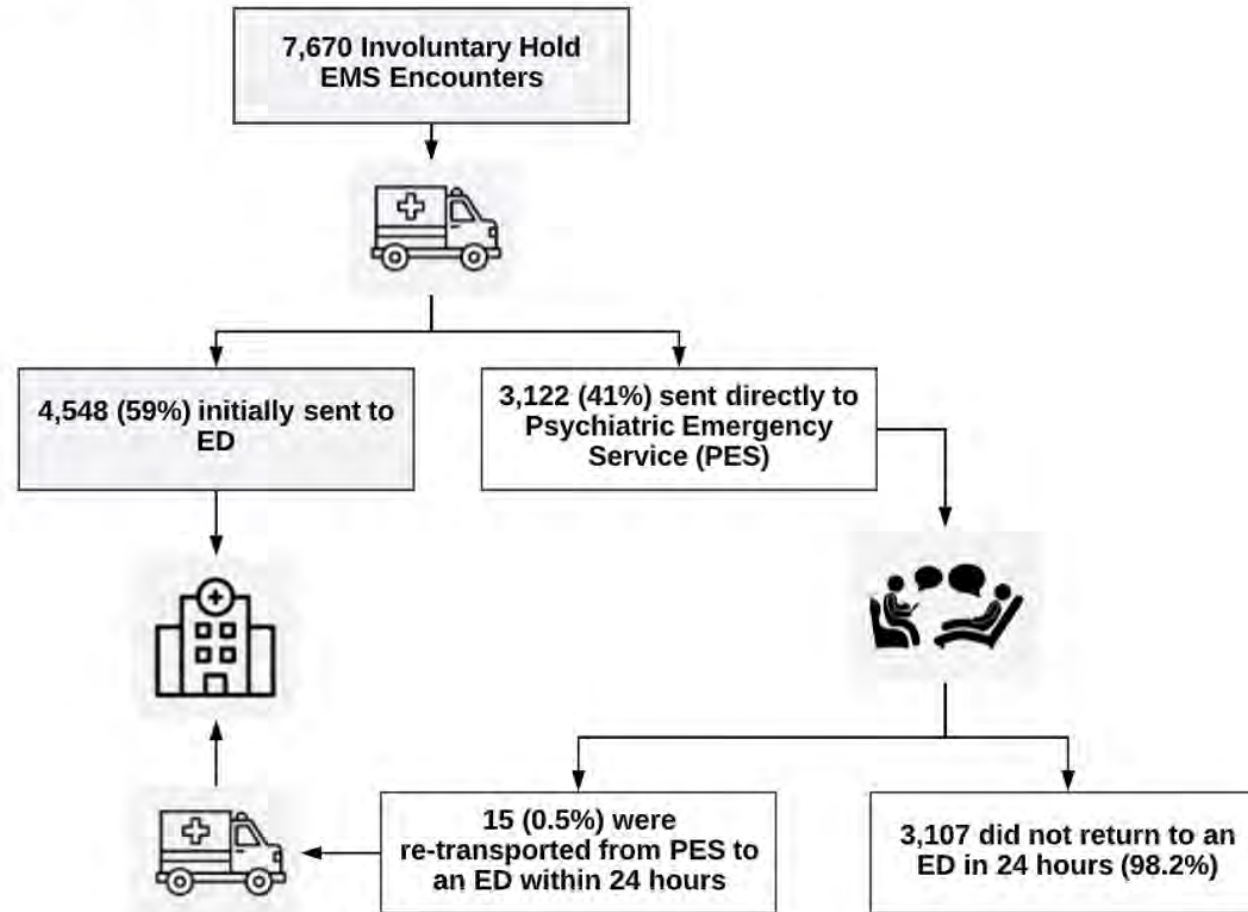 7,670 Involuntary Hold
EMS Encounters
4,548 (59%) initially sent to
ED
3,122 (41%) sent directly to
Psychiatric Emergency
Service (PES)
15 (0.5%) were
re-transported from PES to
an ED within 24 hours
3,107 did not return to an
ED in 24 hours (98.2%)